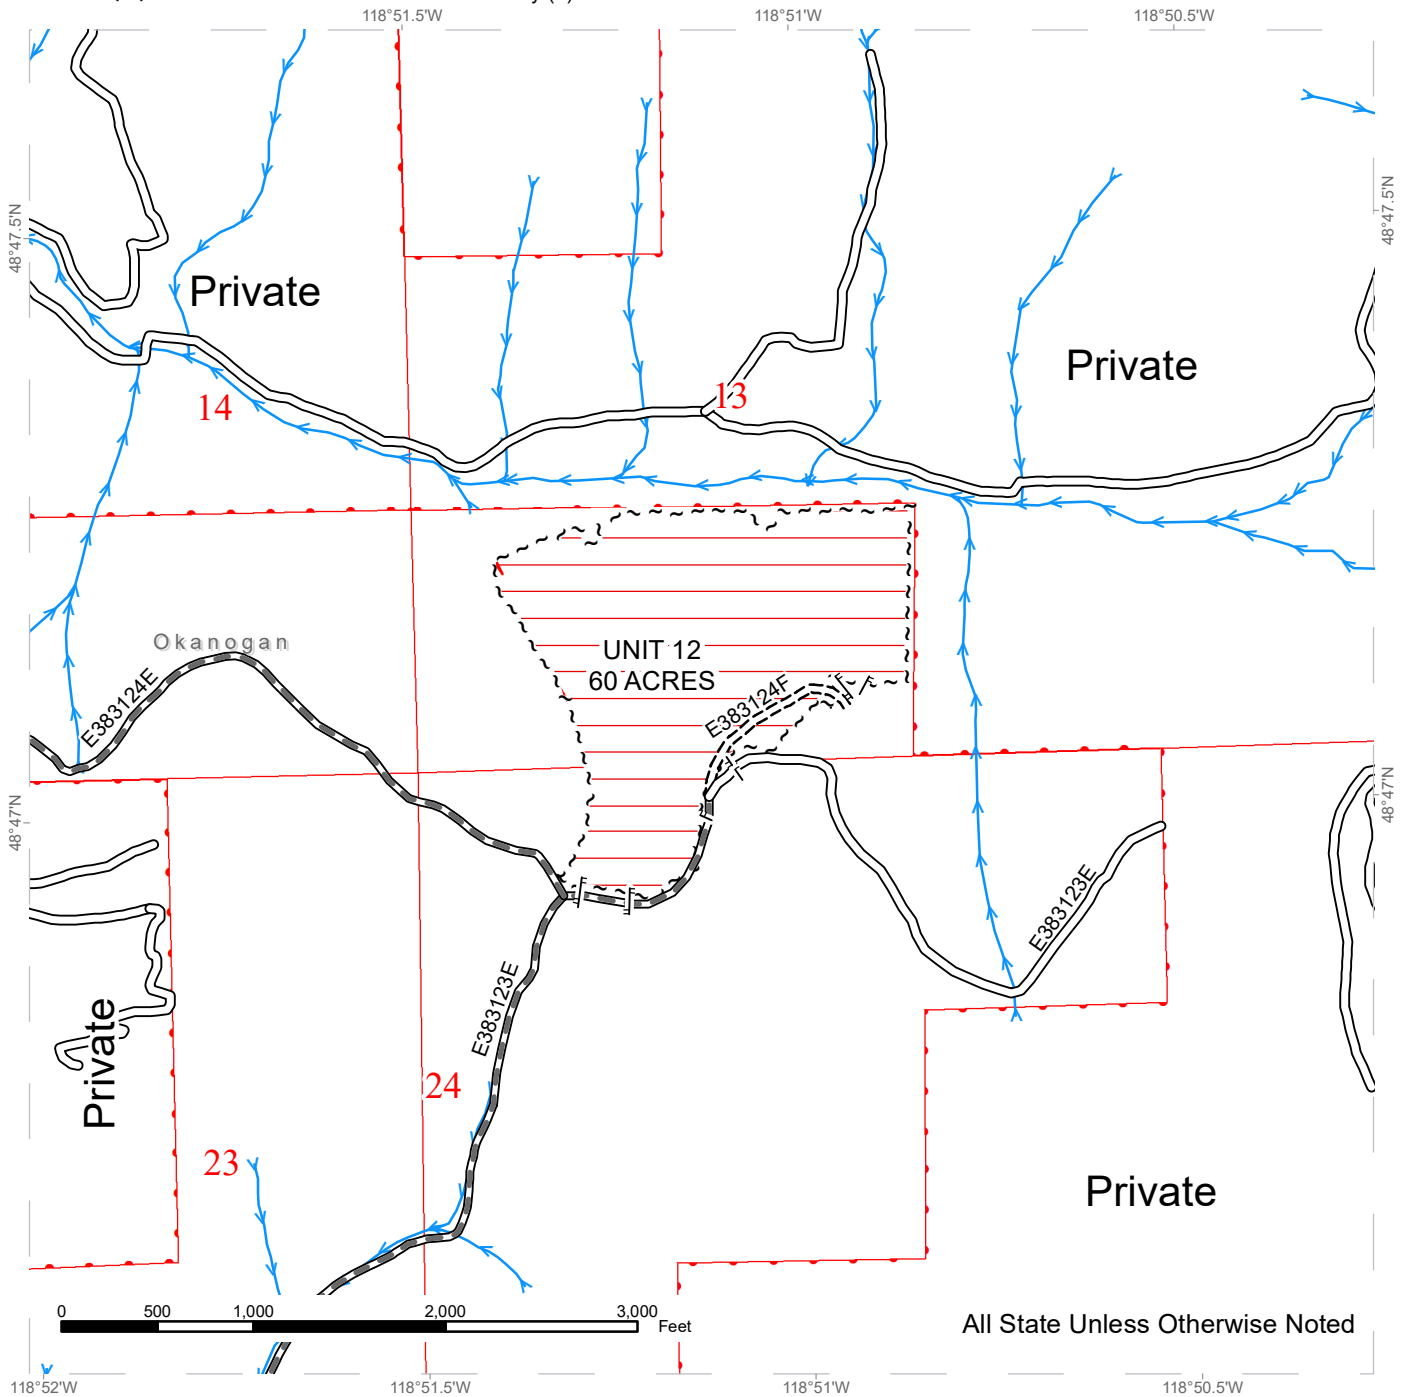 118°51.5'W
118°51'W
118°50.5'W
48°47.5'N
48°47.5'N
Private
Private
14
13
Okanogan
UNIT 12
60 ACRES
E383124E
E383124F
48°47'N
48°47'N
E383123E
E383123E
Private
24
23
Private
0
500
1,000
2,000
3,000
Feet
All State Unless Otherwise Noted
118°52'W
118°51.5'W
118°51'W
118°50.5'W